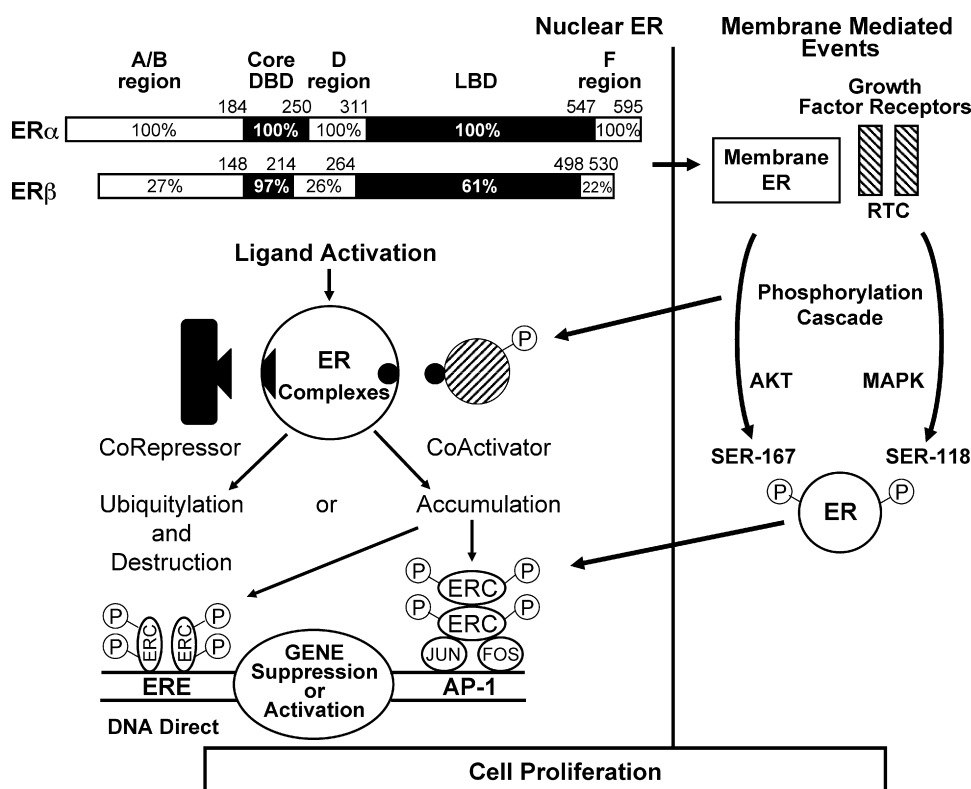 Nuclear ER
Membrane Mediated
Events
A/B
region
Core
DBD
D
region
LBD
F
region
184 250 311 547 595
ERα 100% 100% 100% 100% 100%
148 214 264 498 530
ERβ 27% 97% 26% 61% 22%
Growth
Factor Receptors
Membrane
ER
RTC
Ligand Activation
Phosphorylation
Cascade
P
ER
Complexes
AKT MAPK
CoRepressor CoActivator
SER-167 SER-118
P ER P
Ubiquitylation
and
Destruction
or
Accumulation
P ERC P
P ERC P
JUN FOS
P P
P ERC ERC P
GENE
Suppression
or
Activation
ERE AP-1
DNA Direct
Cell Proliferation